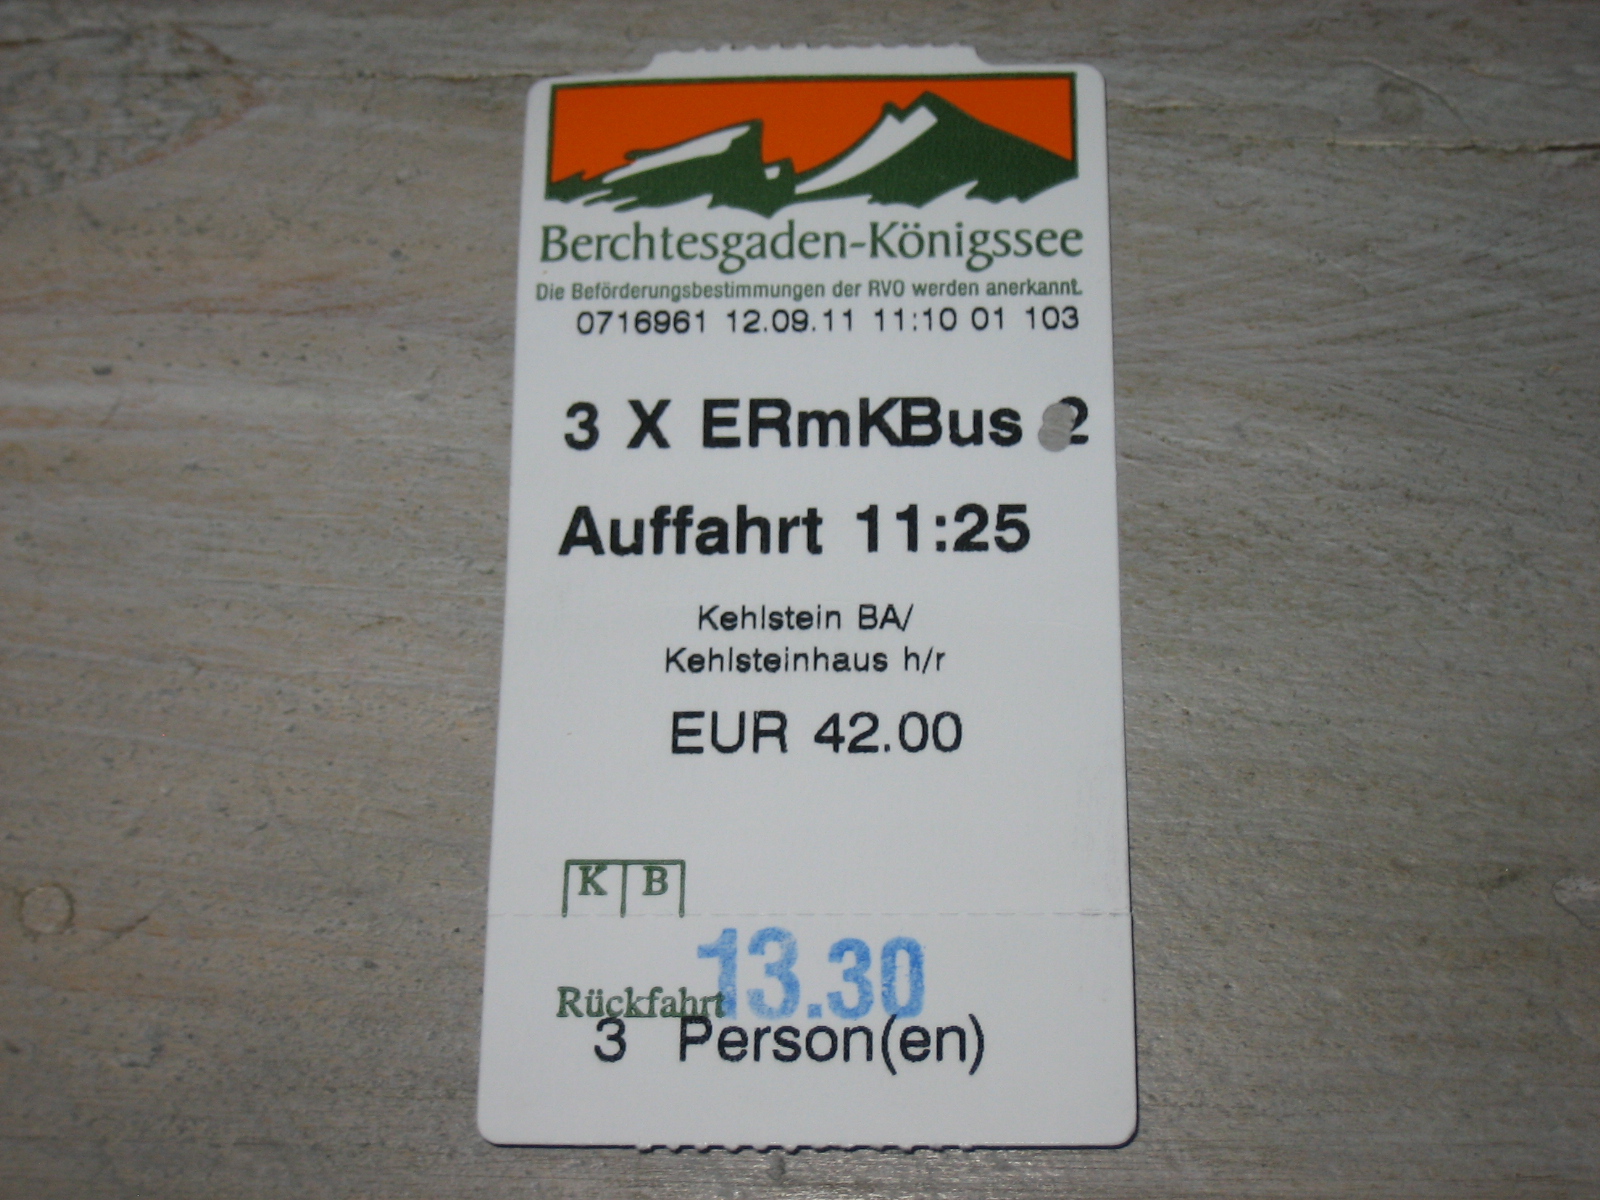 Berchtesgaden-Königssee
Die Beförderungsbestimmungen der RVO werden anerkannt.
0716961 12.09.11 11:10 01 103
3 X ERmKBus 2
Auffahrt 11:25
Kehlstein BA/
Kehlsteinhaus h/r
EUR 42.00
K B
13.30
Rückfahrt
3 Person(en)